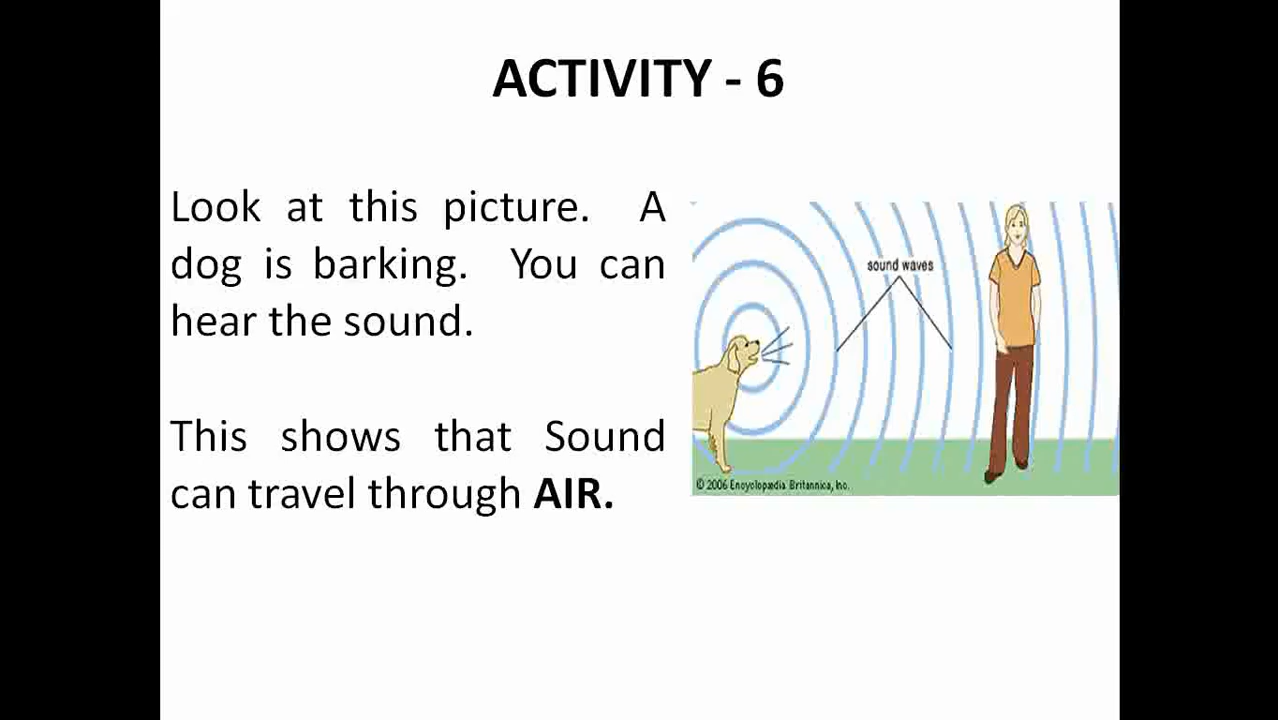 ACTIVITY - 6
Look at this picture. A
dog is barking. You can
hear the sound.
This shows that Sound
can travel through AIR.
sound waves
© 2006 Encyclopædia Britannica, Inc.